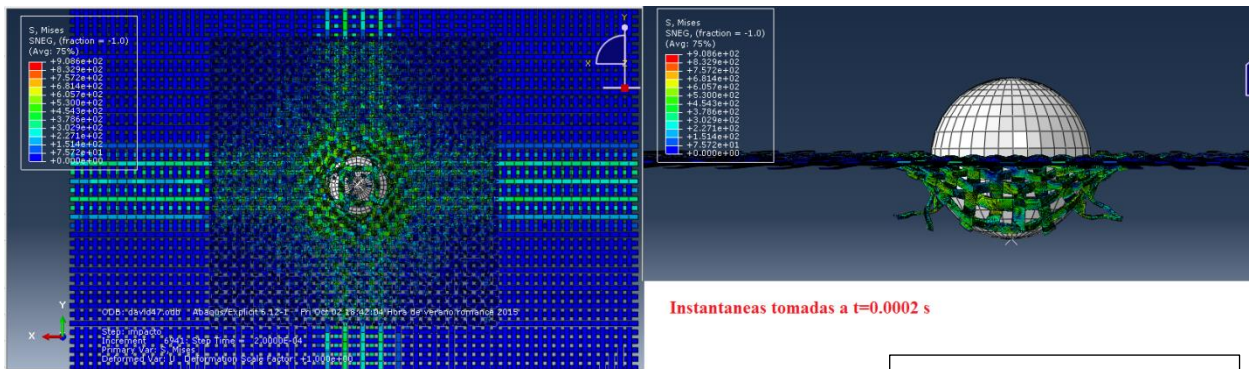 S, Mises
SNEG, (fraction = -1.0)
(Avg: 75%)
+9.086e+02
+8.329e+02
+7.572e+02
+6.814e+02
+6.057e+02
+5.300e+02
+4.543e+02
+3.786e+02
+3.029e+02
+2.271e+02
+1.514e+02
+7.572e+01
+0.000e+00
Y
X
Z
Y
X
ODB: david47.odb Abaqus/Explicit 6.12-1 Fri Oct 02 18:42:04 Hora de verano romance 2015
Step: impacto
Increment 6941: Step Time = 2.0000E-04
Primary Var: S, Mises
Deformed Var: U Deformation Scale Factor: +1.000e+00
S, Mises
SNEG, (fraction = -1.0)
(Avg: 75%)
+9.086e+02
+8.329e+02
+7.572e+02
+6.814e+02
+6.057e+02
+5.300e+02
+4.543e+02
+3.786e+02
+3.029e+02
+2.271e+02
+1.514e+02
+7.572e+01
+0.000e+00
Instantaneas tomadas a t=0.0002 s